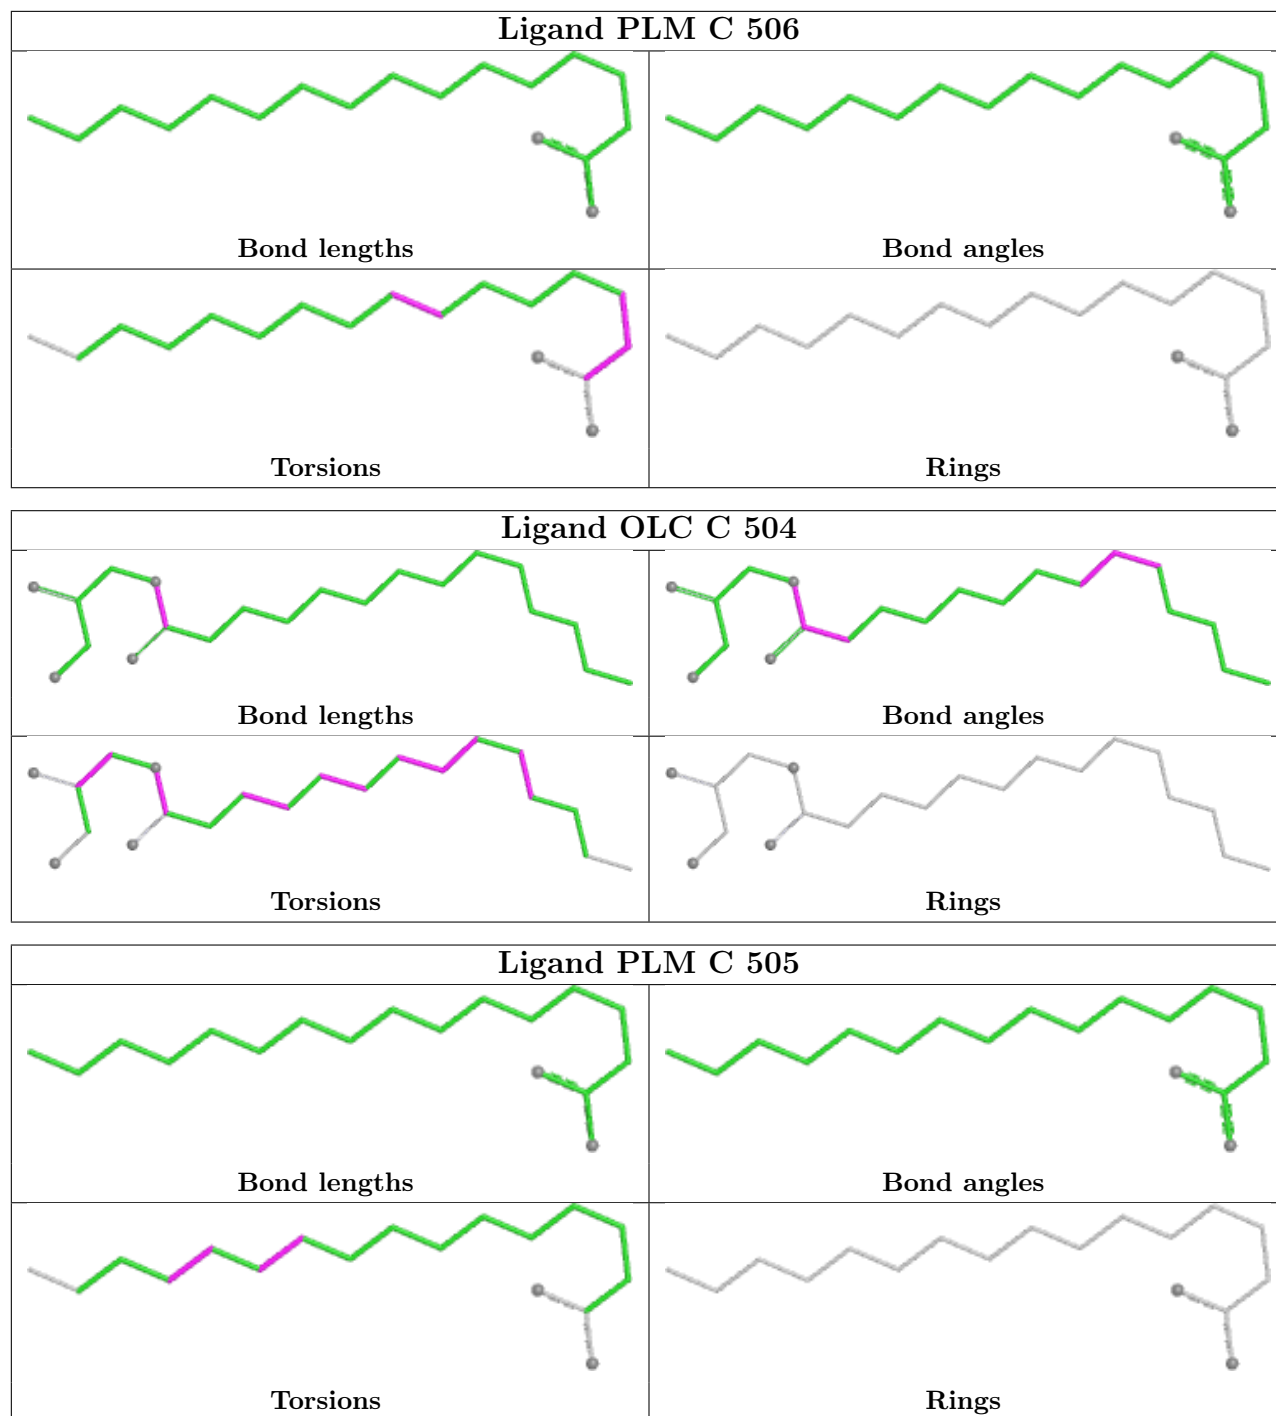 Ligand PLM C 506
Bond lengths
Bond angles
Torsions
Rings
Ligand OLC C 504
Bond lengths
Bond angles
Torsions
Rings
Ligand PLM C 505
Bond lengths
Bond angles
Torsions
Rings